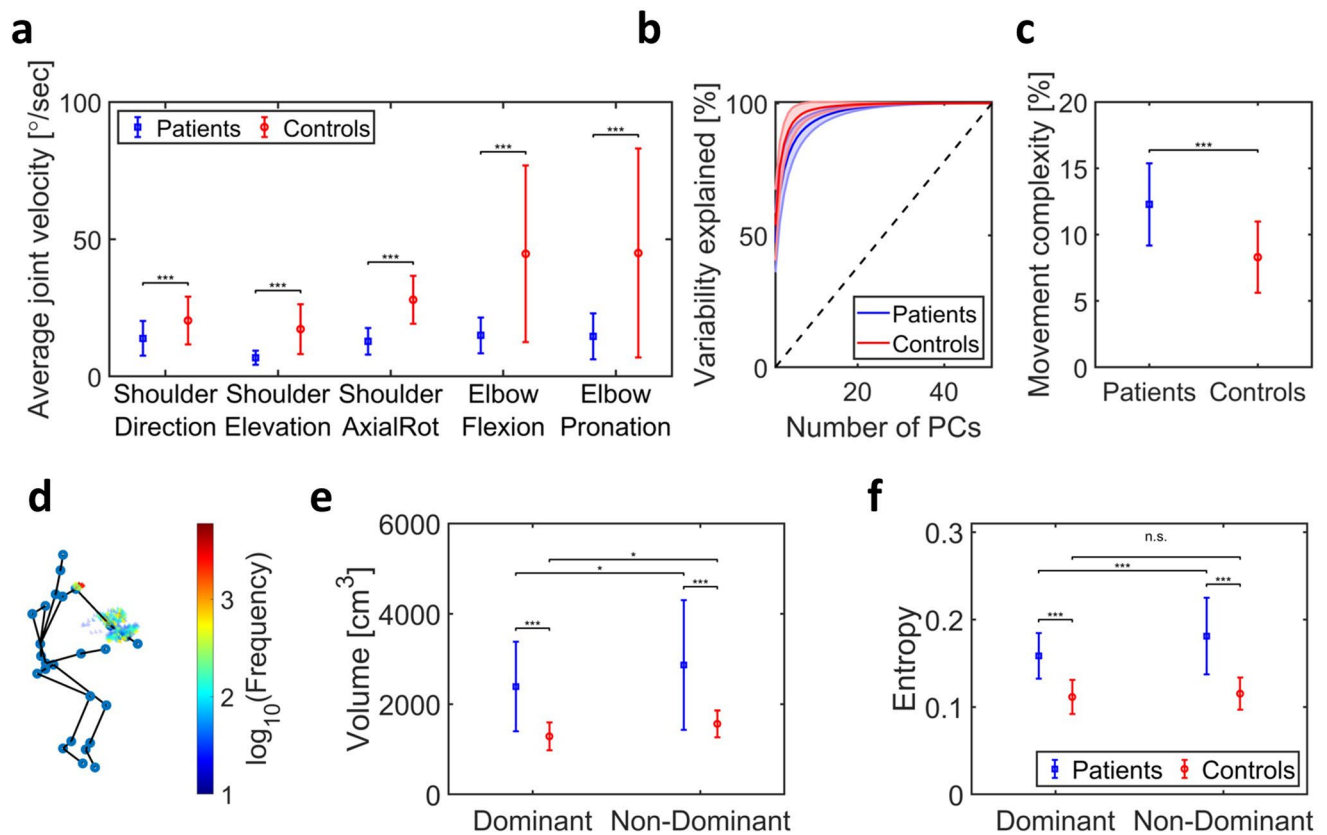 a
Average joint velocity [°/sec]
100
50
0
Patients
Controls
***
***
***
***
***
Shoulder Shoulder Shoulder Elbow Elbow
Direction Elevation AxialRot Flexion Pronation
b
Variability explained [%]
100
50
0
Patients
Controls
20 40
Number of PCs
c
Movement complexity [%]
20
15
10
5
0
***
Patients Controls
d
log10(Frequency)
3
2
1
e
Volume [cm³]
6000
4000
2000
0
*
*
***
***
Dominant Non-Dominant
f
Entropy
0.3
0.2
0.1
0
n.s.
***
***
***
Patients Controls
Dominant Non-Dominant